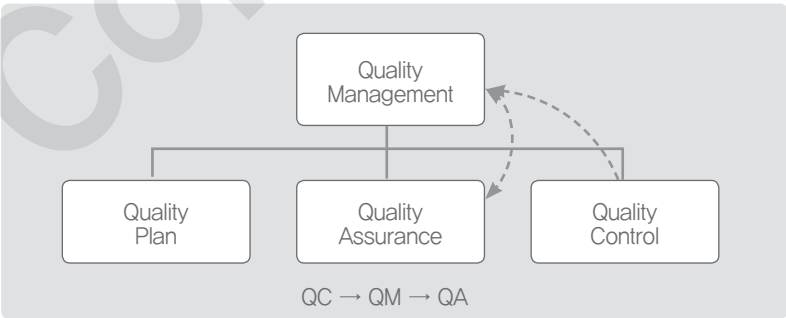 Quality
Management
Quality
Plan
Quality
Assurance
Quality
Control
QC → QM → QA